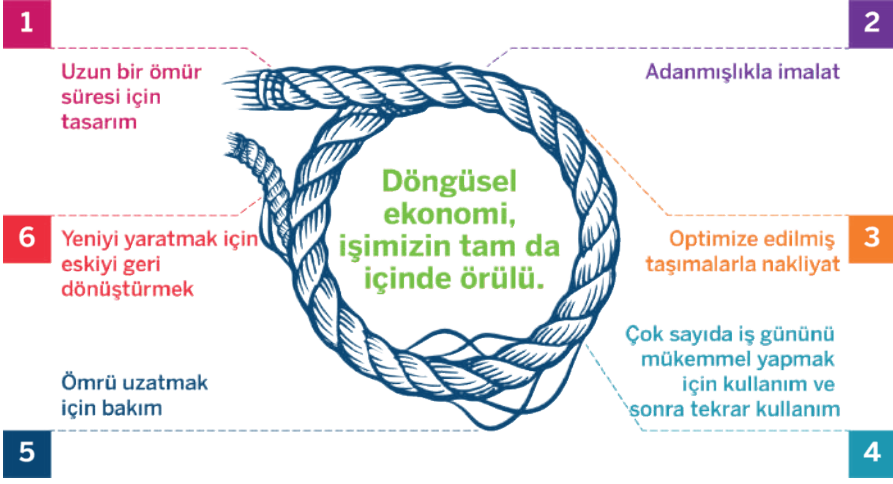 1
Uzun bir ömür
süresi için
tasarım
2
Adanmışlıkla imalat
Döngüsel
ekonomi,
işimizin tam da
içinde örülü.
3
Optimize edilmiş
taşımalarla nakliyat
4
Çok sayıda iş gününü
mükemmel yapmak
için kullanım ve
sonra tekrar kullanım
5
Ömrü uzatmak
için bakım
6
Yeniyi yaratmak için
eskiyi geri
dönüştürmek